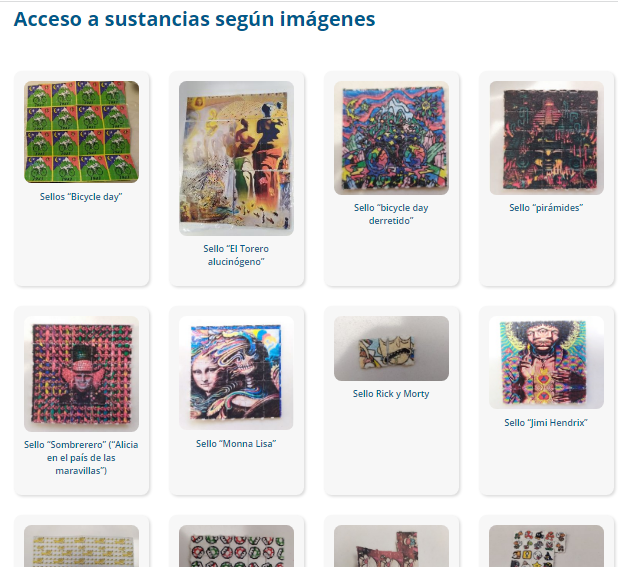 Acceso a sustancias según imágenes
Sellos “Bicycle day”
Sello “El Torero
alucinógeno”
Sello “bicycle day
derretido”
Sello “pirámides”
Sello “Sombrerero” (“Alicia
en el país de las
maravillas”)
Sello “Monna Lisa”
Sello Rick y Morty
Sello “Jimi Hendrix”